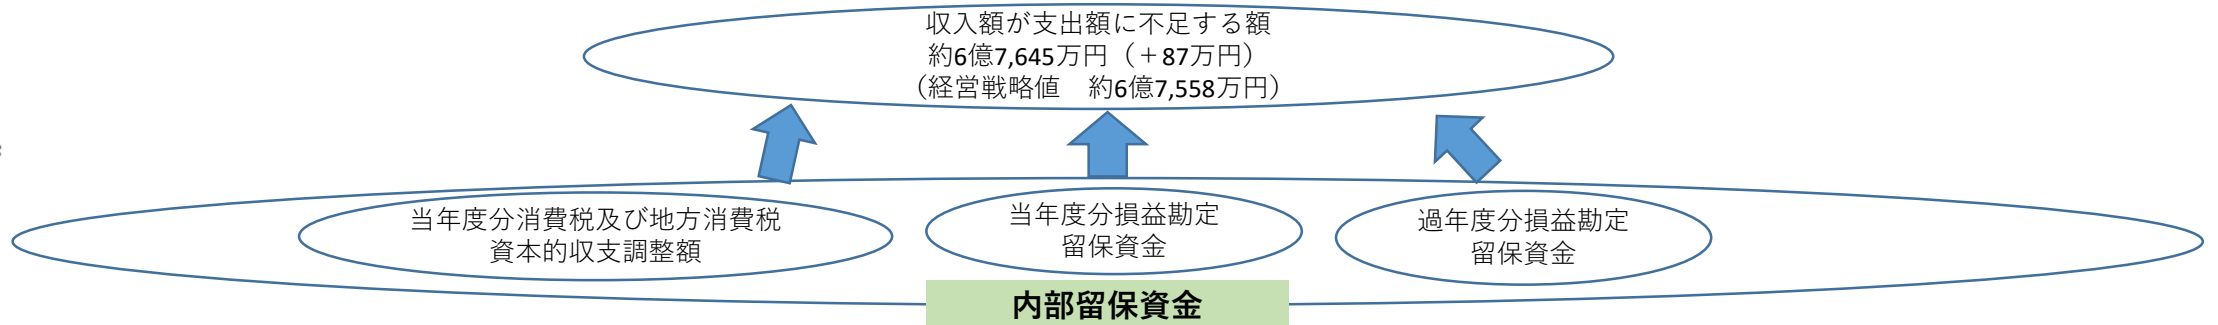 収入額が支出額に不足する額
約6億7,645万円（＋87万円）
（経営戦略値　約6億7,558万円）
当年度分消費税及び地方消費税
資本的収支調整額
当年度分損益勘定
留保資金
過年度分損益勘定
留保資金
内部留保資金